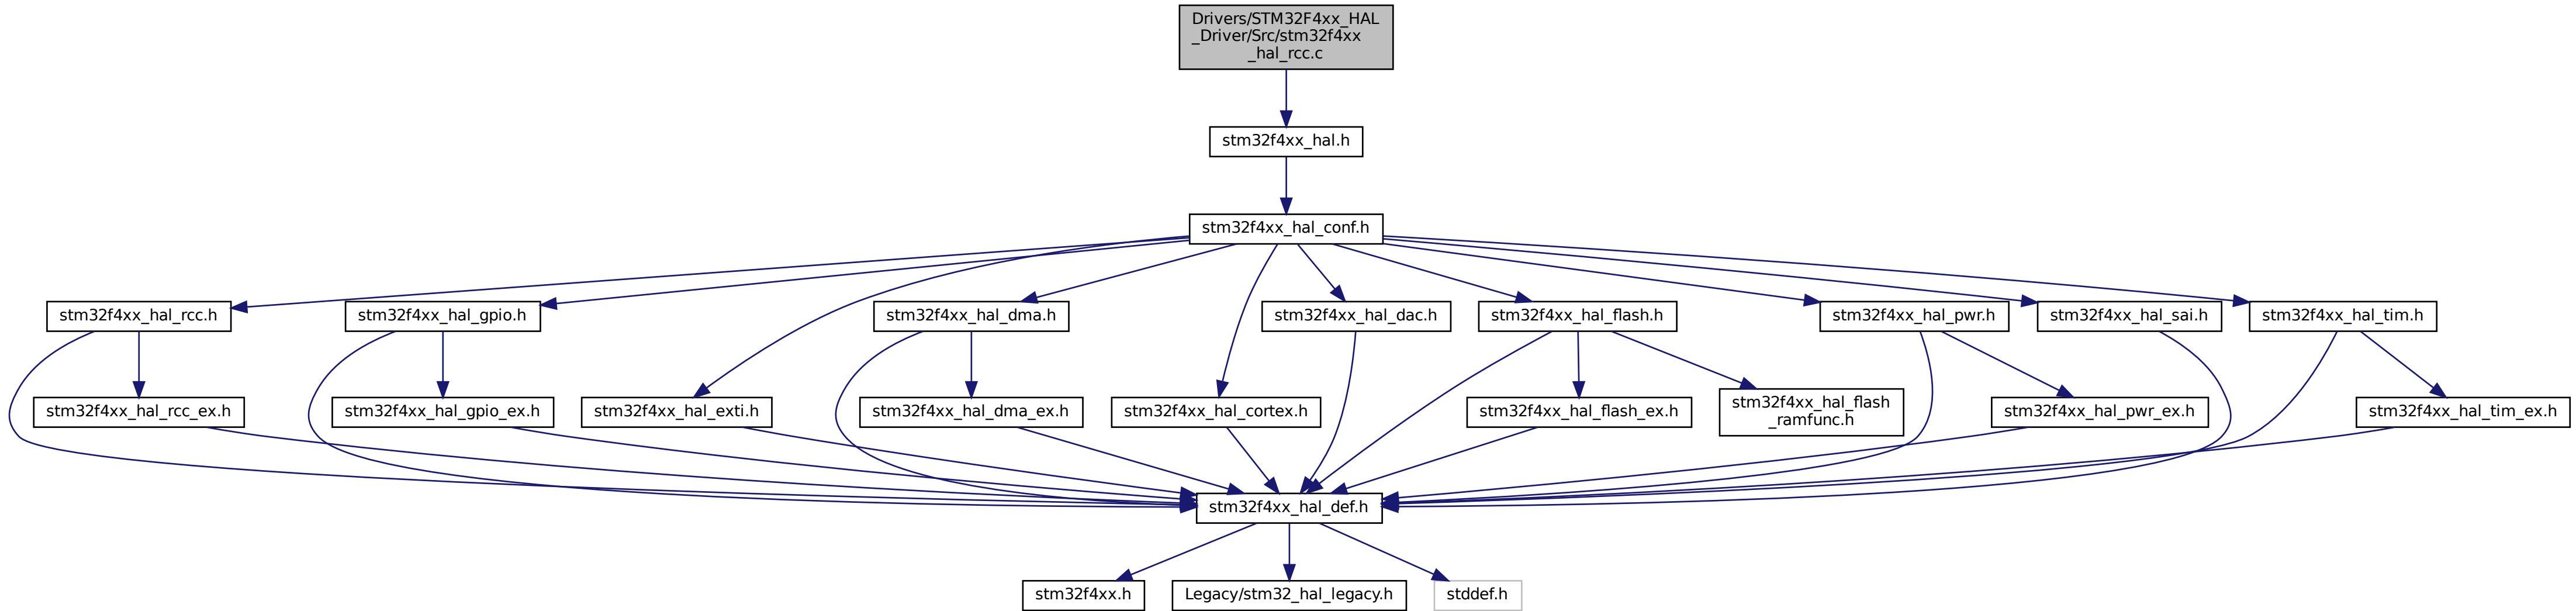 Drivers/STM32F4xx_HAL
_Driver/Src/stm32f4xx
_hal_rcc.c
stm32f4xx_hal.h
stm32f4xx_hal_conf.h
stm32f4xx_hal_rcc.h
stm32f4xx_hal_gpio.h
stm32f4xx_hal_dma.h
stm32f4xx_hal_dac.h
stm32f4xx_hal_flash.h
stm32f4xx_hal_pwr.h
stm32f4xx_hal_sai.h
stm32f4xx_hal_tim.h
stm32f4xx_hal_rcc_ex.h
stm32f4xx_hal_gpio_ex.h
stm32f4xx_hal_exti.h
stm32f4xx_hal_dma_ex.h
stm32f4xx_hal_cortex.h
stm32f4xx_hal_flash_ex.h
stm32f4xx_hal_flash
_ramfunc.h
stm32f4xx_hal_pwr_ex.h
stm32f4xx_hal_tim_ex.h
stm32f4xx_hal_def.h
stm32f4xx.h
Legacy/stm32_hal_legacy.h
stddef.h